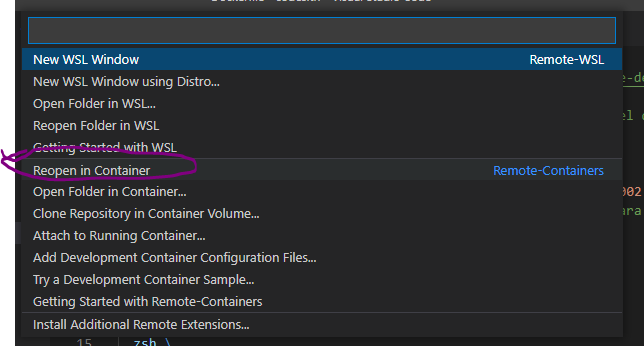 New WSL Window Remote-WSL
New WSL Window using Distro...
Open Folder in WSL...
Reopen Folder in WSL
Getting Started with WSL
Reopen in Container Remote-Containers
Open Folder in Container...
Clone Repository in Container Volume...
Attach to Running Container...
Add Development Container Configuration Files...
Try a Development Container Sample...
Getting Started with Remote-Containers
Install Additional Remote Extensions...
15 zsh \